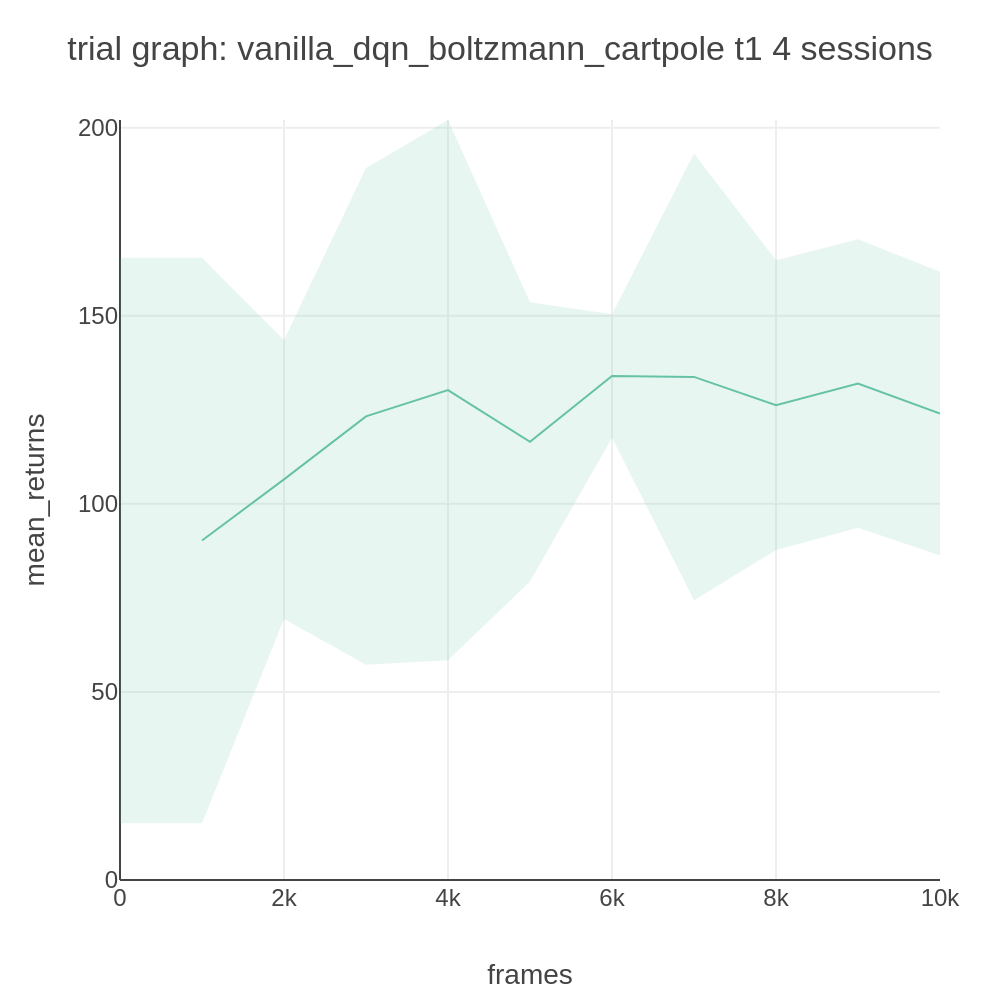 trial graph: vanilla_dqn_boltzmann_cartpole t1 4 sessions
200
150
100
50
0
mean_returns
0 2k 4k 6k 8k 10k
frames